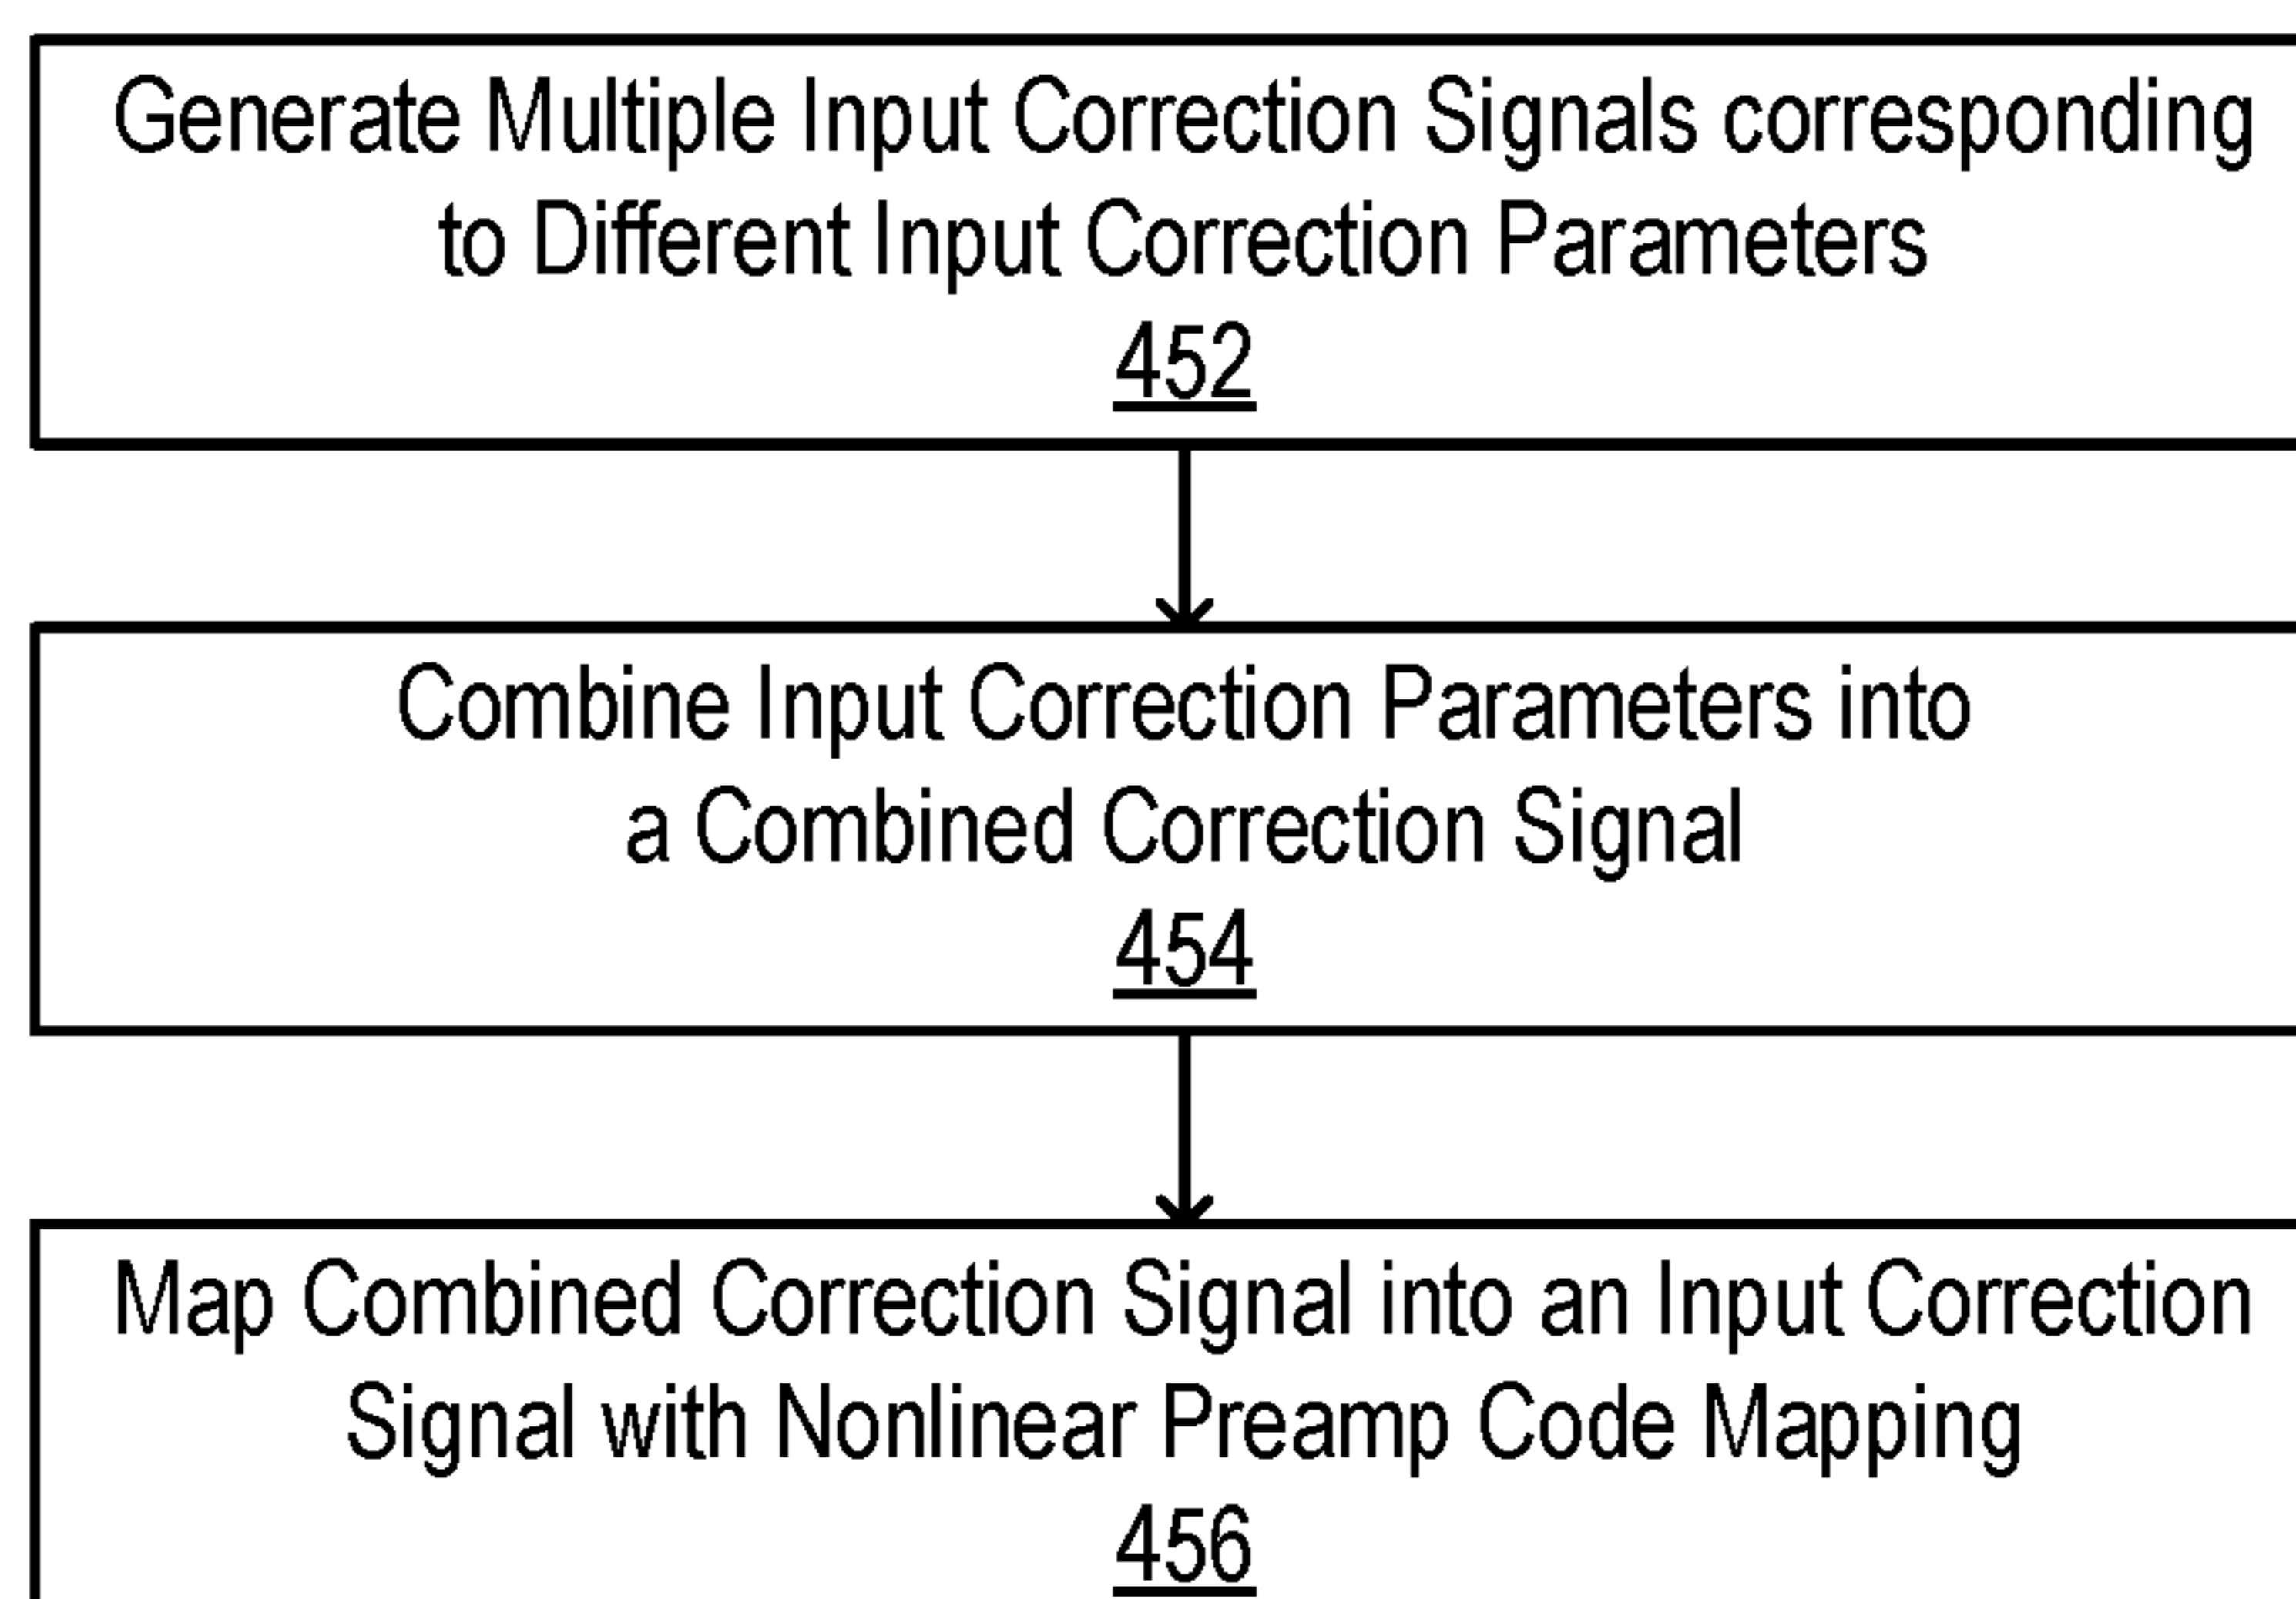 Generate Multiple Input Correction Signals corresponding
to Different Input Correction Parameters
452
Combine Input Correction Parameters into
a Combined Correction Signal
454
Map Combined Correction Signal into an Input Correction
Signal with Nonlinear Preamp Code Mapping
456